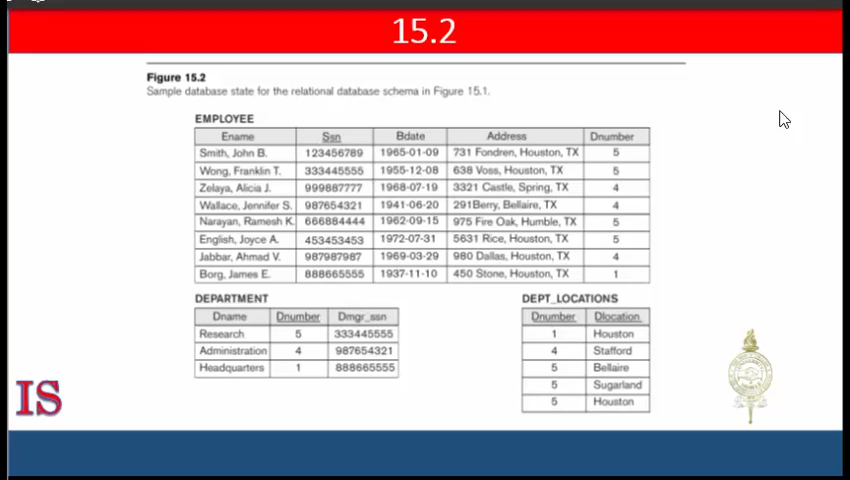 15.2
Figure 15.2
Sample database state for the relational database schema in Figure 15.1.
EMPLOYEE
Ename Ssn Bdate Address Dnumber
Smith, John B. 123456789 1965-01-09 731 Fondren, Houston, TX 5
Wong, Franklin T. 333445555 1955-12-08 638 Voss, Houston, TX 5
Zelaya, Alicia J. 999887777 1968-07-19 3321 Castle, Spring, TX 4
Wallace, Jennifer S. 987654321 1941-06-20 291Berry, Bellaire, TX 4
Narayan, Ramesh K. 666884444 1962-09-15 975 Fire Oak, Humble, TX 5
English, Joyce A. 453453453 1972-07-31 5631 Rice, Houston, TX 5
Jabbar, Ahmad V. 987987987 1969-03-29 980 Dallas, Houston, TX 4
Borg, James E. 888665555 1937-11-10 450 Stone, Houston, TX 1
DEPARTMENT
Dname Dnumber Dmgr_ssn
Research 5 333445555
Administration 4 987654321
Headquarters 1 888665555
DEPT_LOCATIONS
Dnumber Dlocation
1 Houston
4 Stafford
5 Bellaire
5 Sugarland
5 Houston
IS